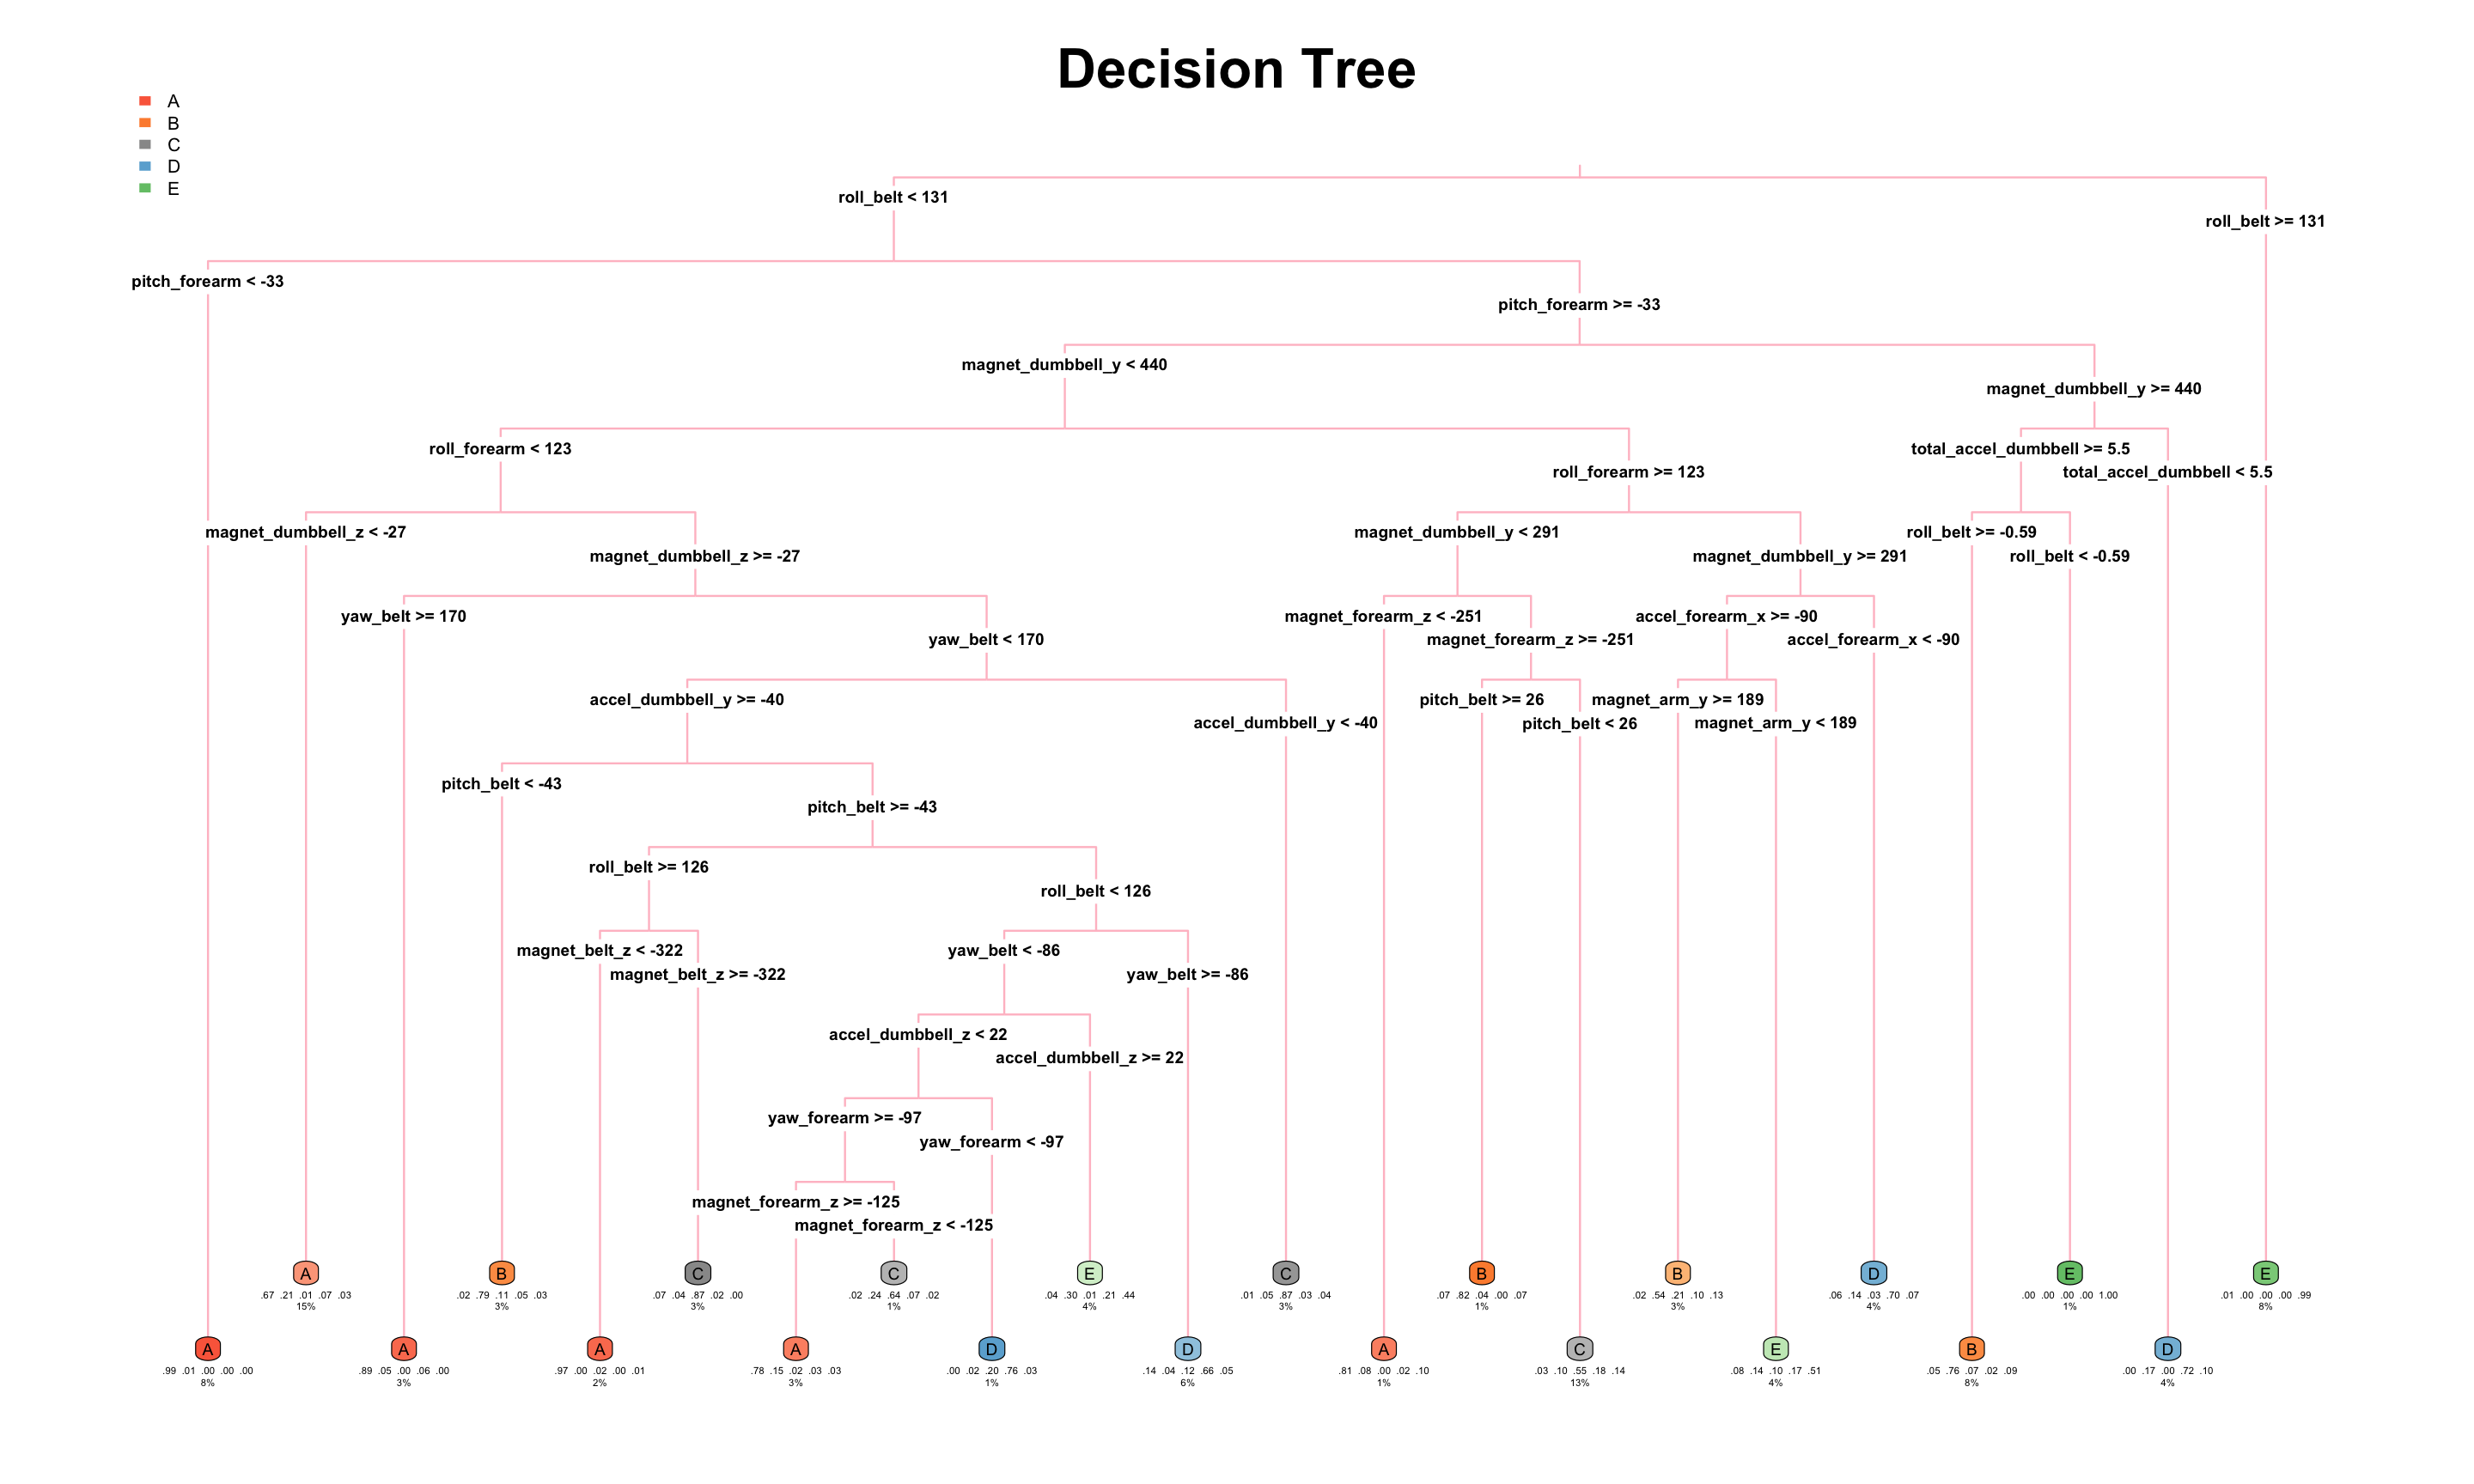 Decision Tree
A
B
C
D
E
roll_belt < 131
roll_belt >= 131
pitch_forearm < -33
pitch_forearm >= -33
magnet_dumbbell_y < 440
magnet_dumbbell_y >= 440
roll_forearm < 123
total_accel_dumbbell >= 5.5
roll_forearm >= 123
total_accel_dumbbell < 5.5
magnet_dumbbell_z < -27
magnet_dumbbell_y < 291
roll_belt >= -0.59
magnet_dumbbell_z >= -27
magnet_dumbbell_y >= 291
roll_belt < -0.59
yaw_belt >= 170
magnet_forearm_z < -251
accel_forearm_x >= -90
yaw_belt < 170
magnet_forearm_z >= -251
accel_forearm_x < -90
accel_dumbbell_y >= -40
pitch_belt >= 26
magnet_arm_y >= 189
accel_dumbbell_y < -40
pitch_belt < 26
magnet_arm_y < 189
pitch_belt < -43
pitch_belt >= -43
roll_belt >= 126
roll_belt < 126
magnet_belt_z < -322
yaw_belt < -86
magnet_belt_z >= -322
yaw_belt >= -86
accel_dumbbell_z < 22
accel_dumbbell_z >= 22
yaw_forearm >= -97
yaw_forearm < -97
magnet_forearm_z >= -125
magnet_forearm_z < -125
A
B
C
C
E
C
B
B
D
E
E
.67 .21 .01 .07 .03
.02 .79 .11 .05 .03
.07 .04 .87 .02 .00
.02 .24 .64 .07 .02
.04 .30 .01 .21 .44
.01 .05 .87 .03 .04
.07 .82 .04 .00 .07
.02 .54 .21 .10 .13
.06 .14 .03 .70 .07
.00 .00 .00 .00 1.00
.01 .00 .00 .00 .99
15%
3%
3%
1%
4%
3%
1%
3%
4%
1%
8%
A
A
A
A
D
D
A
C
E
B
D
.99 .01 .00 .00 .00
.89 .05 .00 .06 .00
.97 .00 .02 .00 .01
.78 .15 .02 .03 .03
.00 .02 .20 .76 .03
.14 .04 .12 .66 .05
.81 .08 .00 .02 .10
.03 .10 .55 .18 .14
.08 .14 .10 .17 .51
.05 .76 .07 .02 .09
.00 .17 .00 .72 .10
8%
3%
2%
3%
1%
6%
1%
13%
4%
8%
4%